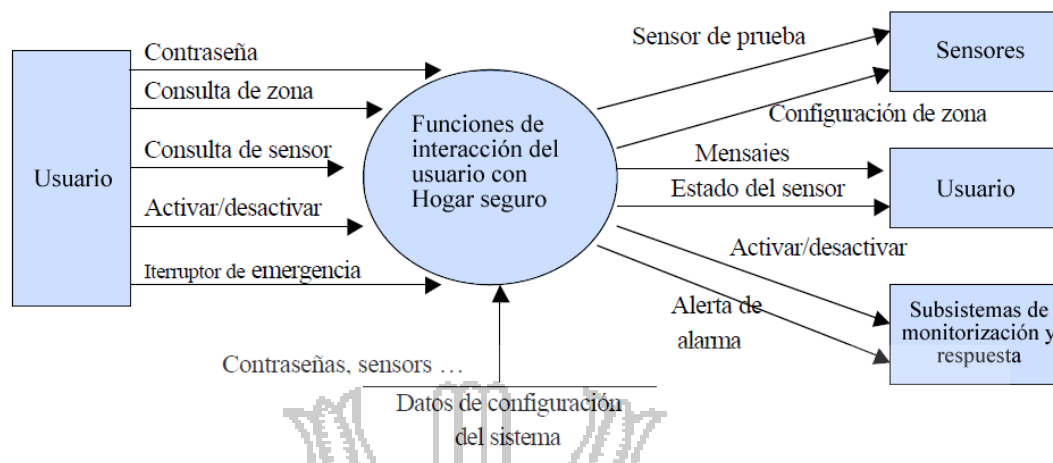 Usuario
Contraseña
Consulta de zona
Consulta de sensor
Activar/desactivar
Iterruptor de emergencia
Funciones de
interacción del
usuario con
Hogar seguro
Sensor de prueba
Configuración de zona
Mensajes
Estado del sensor
Activar/desactivar
Alerta de
alarma
Sensores
Usuario
Subsistemas de
monitorización y
respuesta
Contraseñas, sensors …
Datos de configuración
del sistema